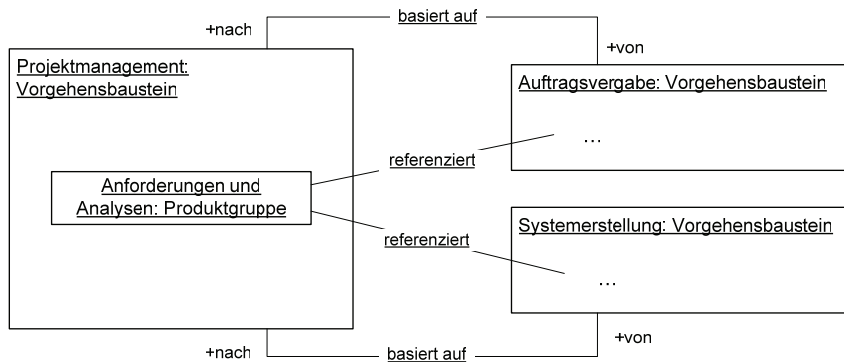 basiert auf
+nach
+von
Projektmanagement:
Vorgehensbaustein
Auftragsvergabe: Vorgehensbaustein
...
referenziert
Anforderungen und
Analysen: Produktgruppe
Systemerstellung: Vorgehensbaustein
referenziert
...
+nach
basiert auf
+von